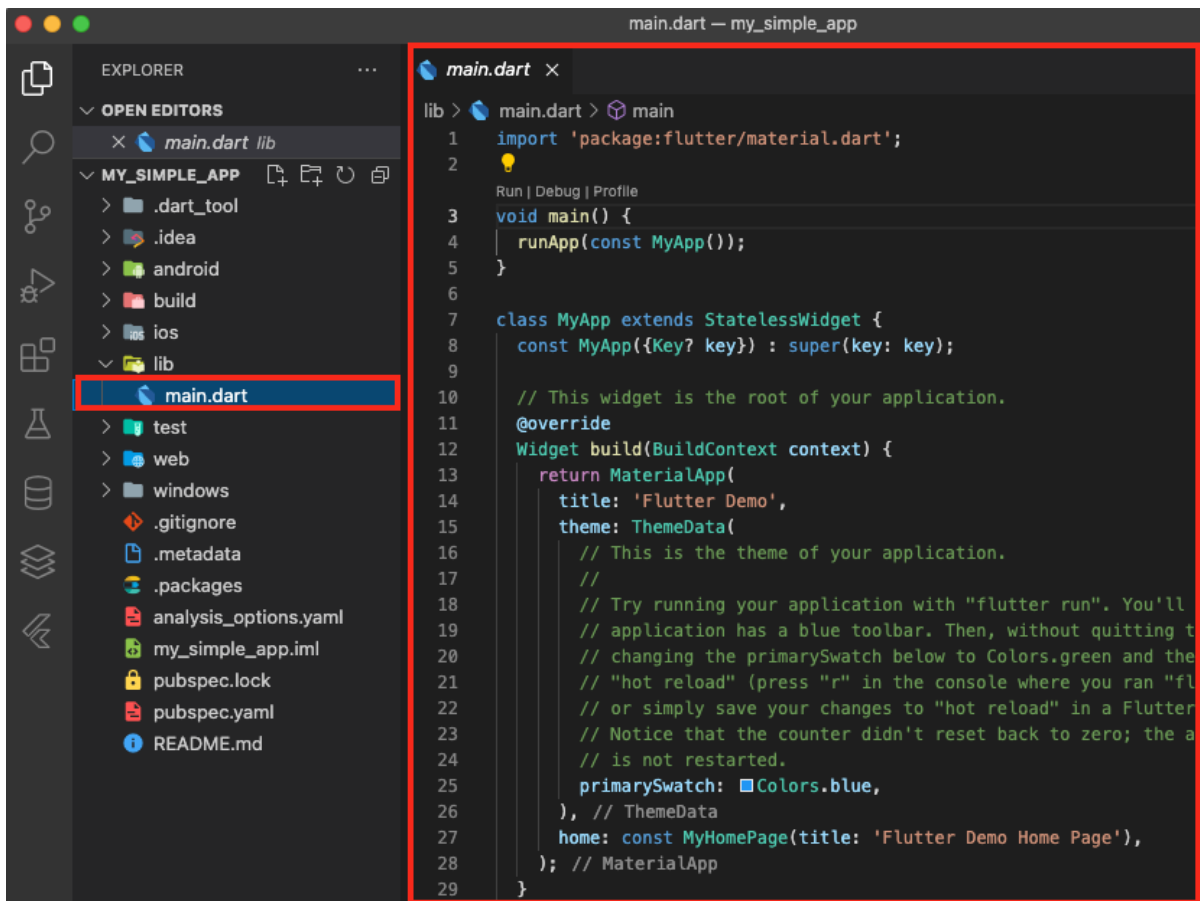 main.dart — my_simple_app
EXPLORER
OPEN EDITORS
main.dart lib
MY_SIMPLE_APP
.dart_tool
.idea
android
build
ios
lib
main.dart
test
web
windows
.gitignore
.metadata
.packages
analysis_options.yaml
my_simple_app.iml
pubspec.lock
pubspec.yaml
README.md
main.dart
lib > main.dart > main
1 import 'package:flutter/material.dart';
2
Run | Debug | Profile
3 void main() {
4   runApp(const MyApp());
5 }
6
7 class MyApp extends StatelessWidget {
8   const MyApp({Key? key}) : super(key: key);
9
10   // This widget is the root of your application.
11   @override
12   Widget build(BuildContext context) {
13     return MaterialApp(
14       title: 'Flutter Demo',
15       theme: ThemeData(
16         // This is the theme of your application.
17         //
18         // Try running your application with "flutter run". You'll
19         // application has a blue toolbar. Then, without quitting t
20         // changing the primarySwatch below to Colors.green and the
21         // "hot reload" (press "r" in the console where you ran "fl
22         // or simply save your changes to "hot reload" in a Flutter
23         // Notice that the counter didn't reset back to zero; the a
24         // is not restarted.
25         primarySwatch: Colors.blue,
26       ), // ThemeData
27       home: const MyHomePage(title: 'Flutter Demo Home Page'),
28     ); // MaterialApp
29   }